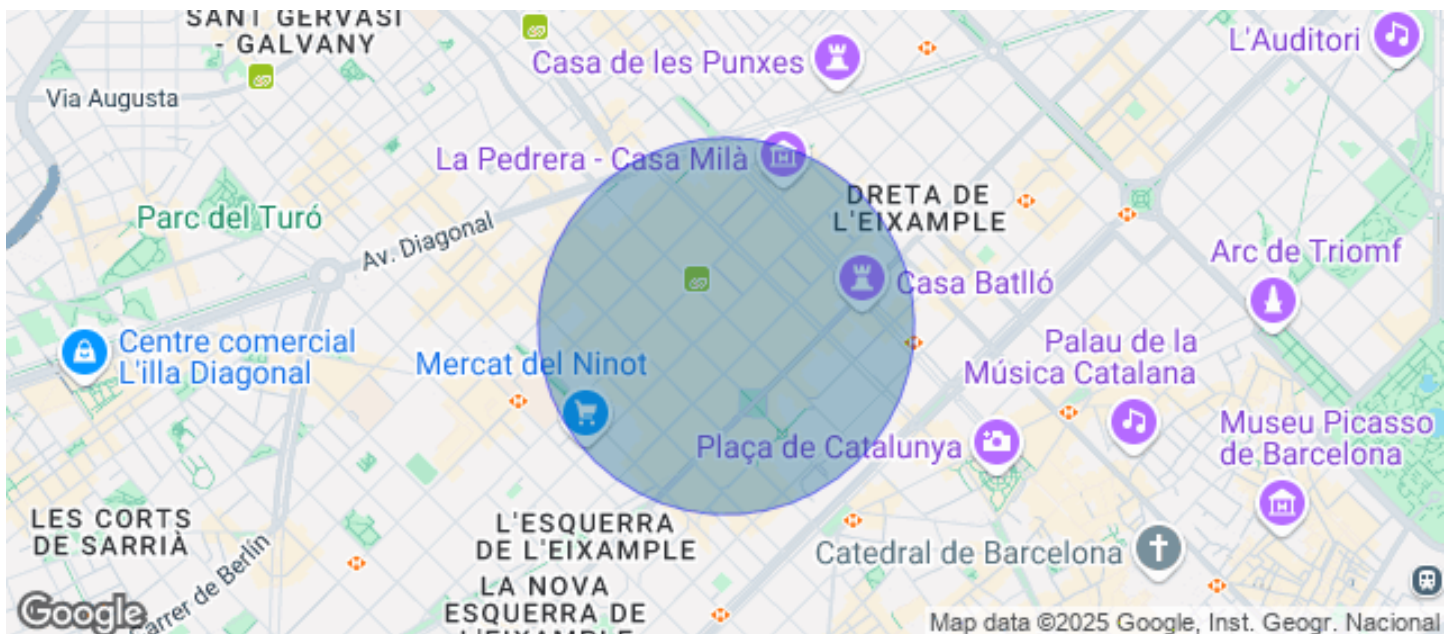 SANT GERVASI
- GALVANY
L'Auditori
Casa de les Punxes
Via Augusta
La Pedrera - Casa Milà
DRETA DE
L'EIXAMPLE
Parc del Turó
Av. Diagonal
Arc de Triomf
Casa Batlló
Centre comercial
L'illa Diagonal
Mercat del Ninot
Palau de la
Música Catalana
Plaça de Catalunya
Museu Picasso
de Barcelona
LES CORTS
DE SARRIÀ
L'ESQUERRA
DE L'EIXAMPLE
Catedral de Barcelona
LA NOVA
ESQUERRA DE
L'EIXAMPLE
Carrer de Berlín
Google
Map data ©2025 Google, Inst. Geogr. Nacional